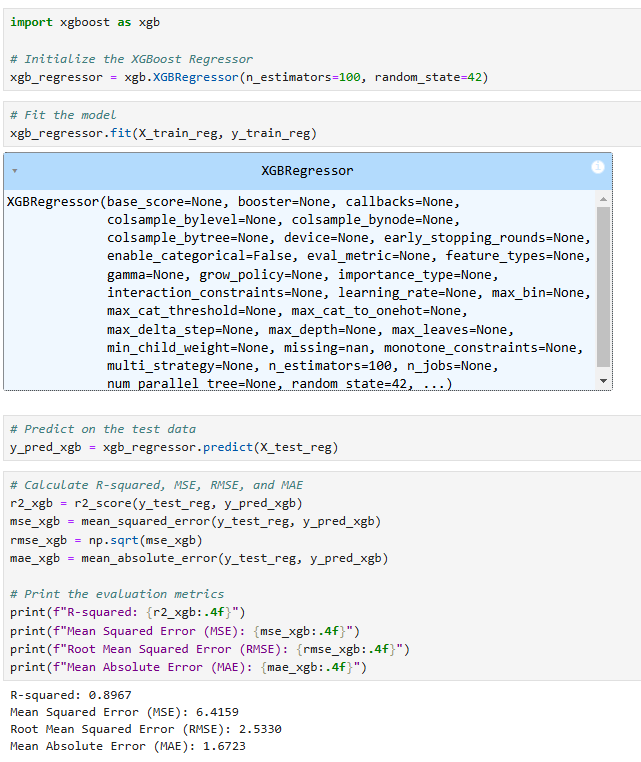 import xgboost as xgb
# Initialize the XGBoost Regressor
xgb_regressor = xgb.XGBRegressor(n_estimators=100, random_state=42)
# Fit the model
xgb_regressor.fit(X_train_reg, y_train_reg)
XGBRegressor
i
XGBRegressor(base_score=None, booster=None, callbacks=None,
colsample_bylevel=None, colsample_bynode=None,
colsample_bytree=None, device=None, early_stopping_rounds=None,
enable_categorical=False, eval_metric=None, feature_types=None,
gamma=None, grow_policy=None, importance_type=None,
interaction_constraints=None, learning_rate=None, max_bin=None,
max_cat_threshold=None, max_cat_to_onehot=None,
max_delta_step=None, max_depth=None, max_leaves=None,
min_child_weight=None, missing=nan, monotone_constraints=None,
multi_strategy=None, n_estimators=100, n_jobs=None,
num_parallel_tree=None, random_state=42, ...)
# Predict on the test data
y_pred_xgb = xgb_regressor.predict(X_test_reg)
# Calculate R-squared, MSE, RMSE, and MAE
r2_xgb = r2_score(y_test_reg, y_pred_xgb)
mse_xgb = mean_squared_error(y_test_reg, y_pred_xgb)
rmse_xgb = np.sqrt(mse_xgb)
mae_xgb = mean_absolute_error(y_test_reg, y_pred_xgb)
# Print the evaluation metrics
print(f"R-squared: {r2_xgb:.4f}")
print(f"Mean Squared Error (MSE): {mse_xgb:.4f}")
print(f"Root Mean Squared Error (RMSE): {rmse_xgb:.4f}")
print(f"Mean Absolute Error (MAE): {mae_xgb:.4f}")
R-squared: 0.8967
Mean Squared Error (MSE): 6.4159
Root Mean Squared Error (RMSE): 2.5330
Mean Absolute Error (MAE): 1.6723